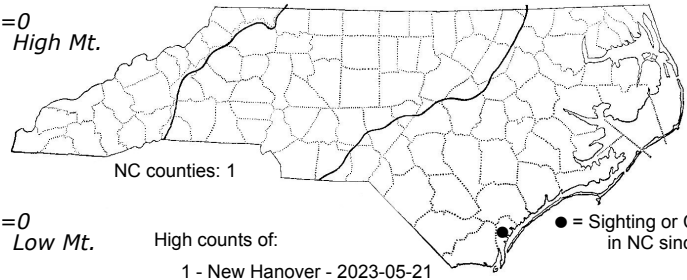 =0
High Mt.
NC counties: 1
=0
Low Mt.
High counts of:
1 - New Hanover - 2023-05-21
● = Sighting or
in NC